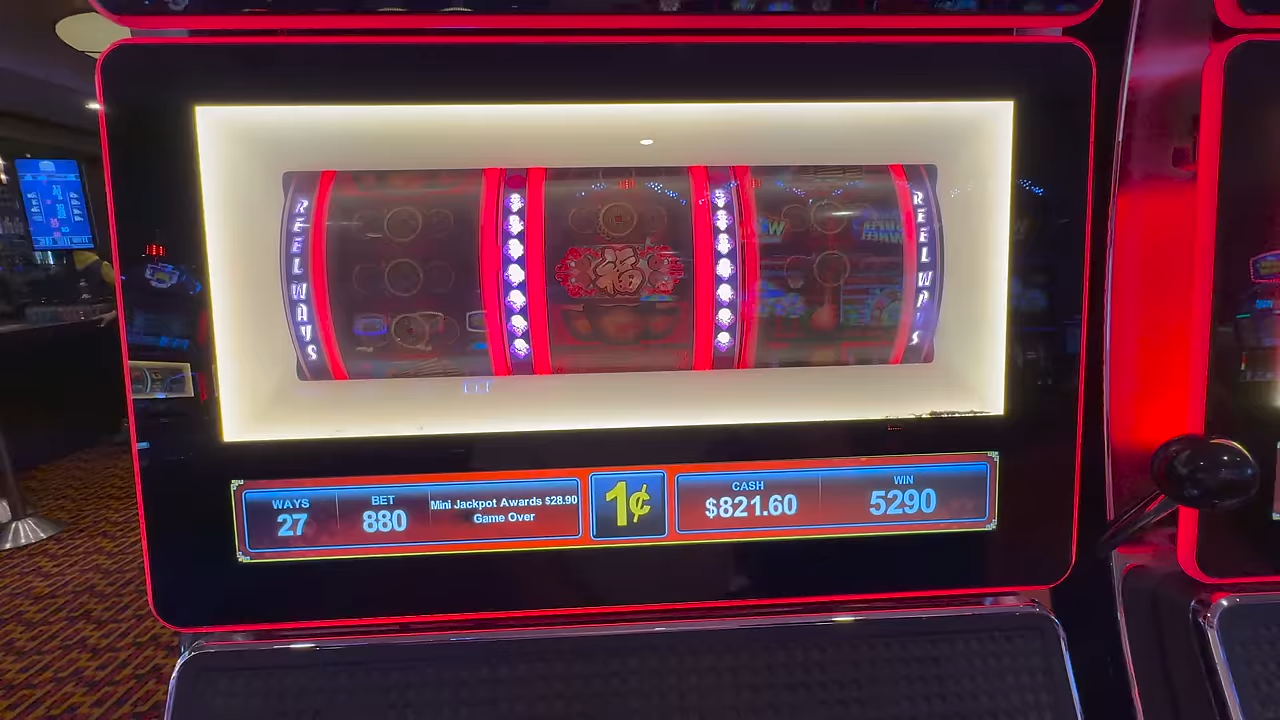 REEL WAYS
福
REEL WAYS
WAYS
27
BET
880
Mini Jackpot Awards $28.90
Game Over
1¢
CASH
$821.60
WIN
5290